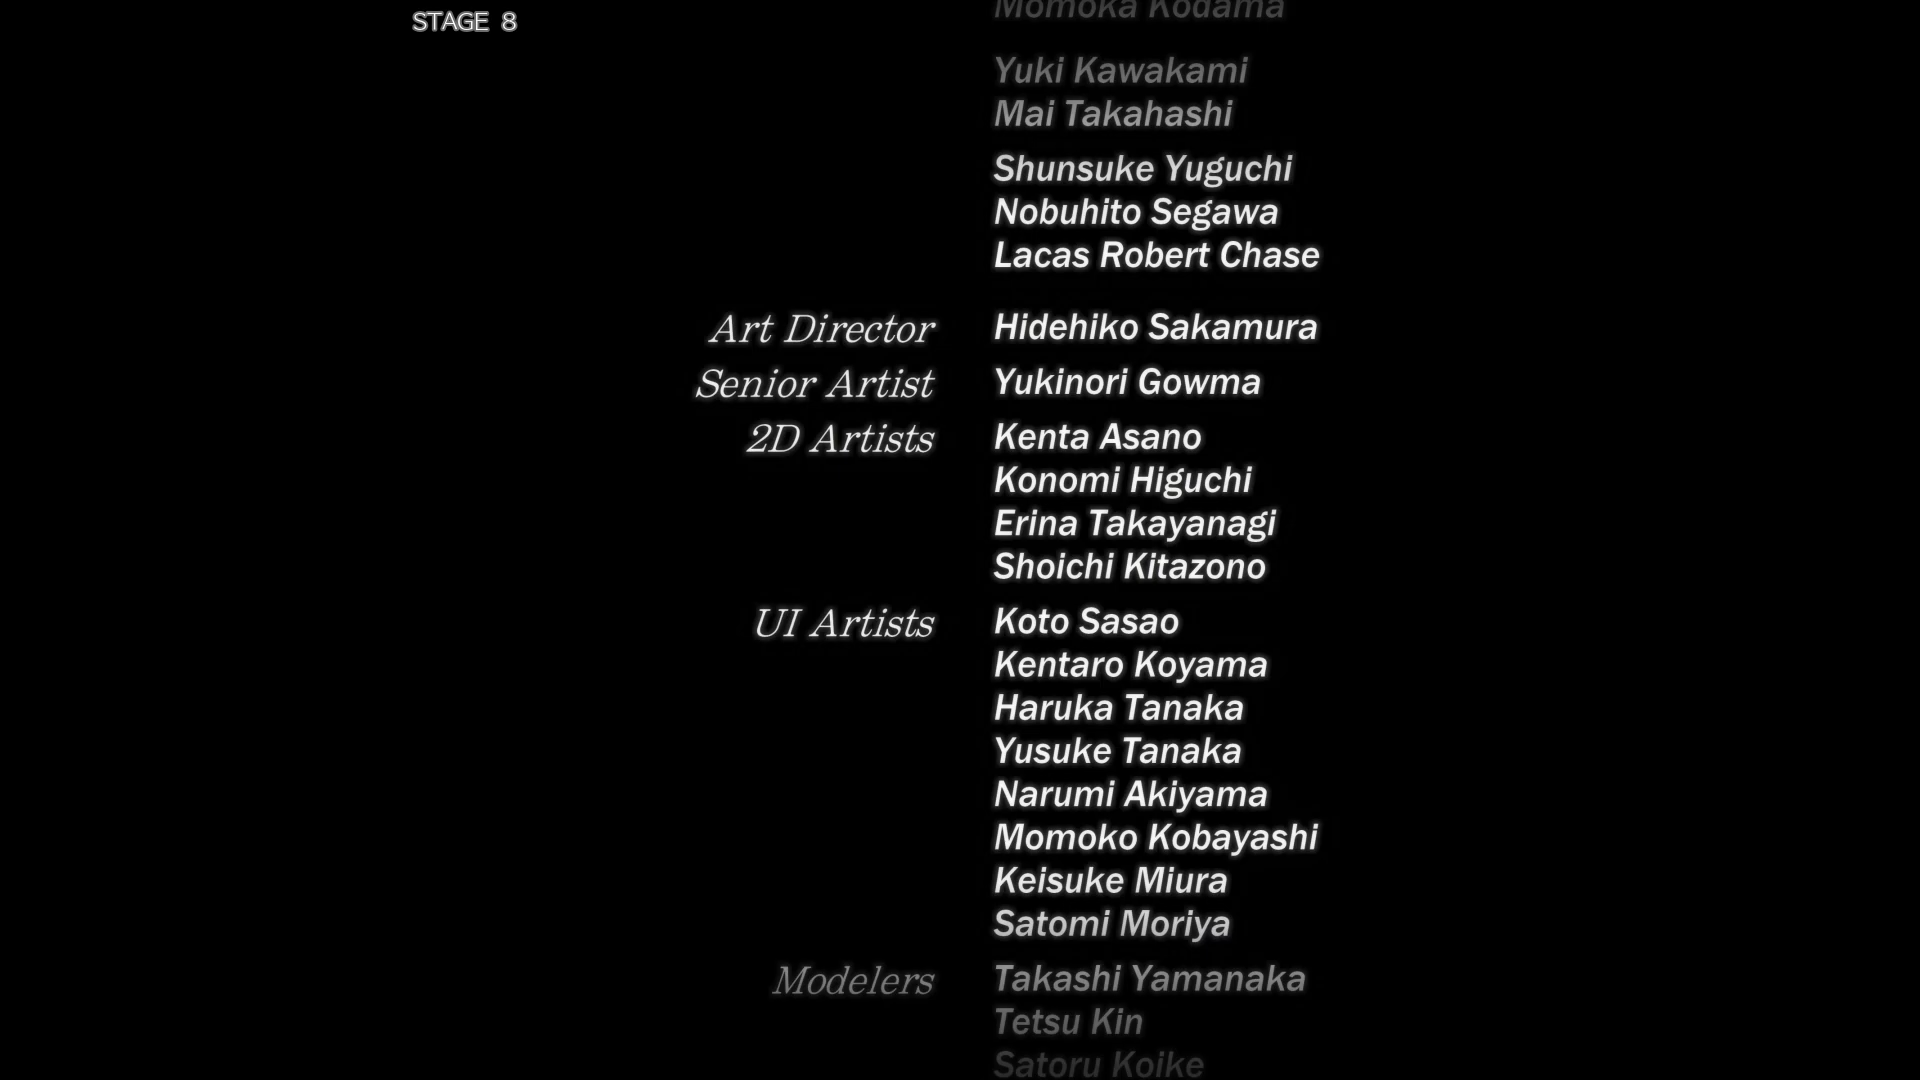 STAGE 8
Momoka Kodama
Yuki Kawakami
Mai Takahashi
Shunsuke Yuguchi
Nobuhito Segawa
Lacas Robert Chase
Art Director Hidehiko Sakamura
Senior Artist Yukinori Gowma
2D Artists Kenta Asano
Konomi Higuchi
Erina Takayanagi
Shoichi Kitazono
UI Artists Koto Sasao
Kentaro Koyama
Haruka Tanaka
Yusuke Tanaka
Narumi Akiyama
Momoko Kobayashi
Keisuke Miura
Satomi Moriya
Modelers Takashi Yamanaka
Tetsu Kin
Satoru Koike